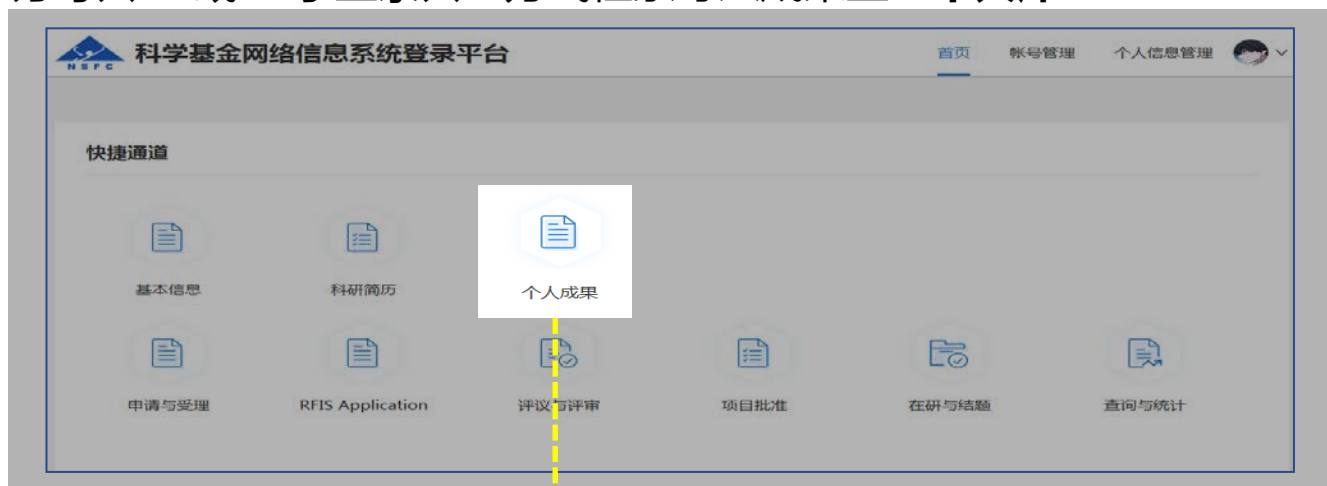 NSFC 科学基金网络信息系统登录平台 首页 帐号管理 个人信息管理
快捷通道
基本信息 科研简历 个人成果
申请与受理 RFIS Application 评议与评审 项目批准 在研与结题 查询与统计